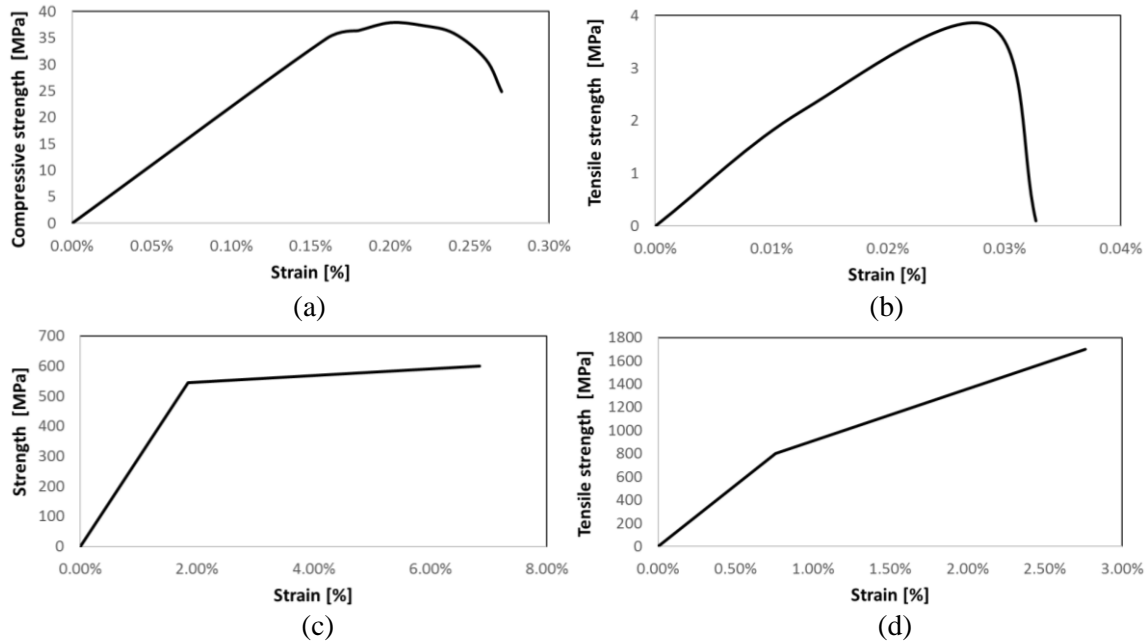 Compressive strength [MPa]
40
35
30
25
20
15
10
5
0
0.00% 0.05% 0.10% 0.15% 0.20% 0.25% 0.30%
Strain [%]
(a)
Tensile strength [MPa]
4
3
2
1
0
0.00% 0.01% 0.02% 0.03% 0.04%
Strain [%]
(b)
Strength [MPa]
700
600
500
400
300
200
100
0
0.00% 2.00% 4.00% 6.00% 8.00%
Strain [%]
(c)
Tensile strength [MPa]
1800
1600
1400
1200
1000
800
600
400
200
0
0.00% 0.50% 1.00% 1.50% 2.00% 2.50% 3.00%
Strain [%]
(d)